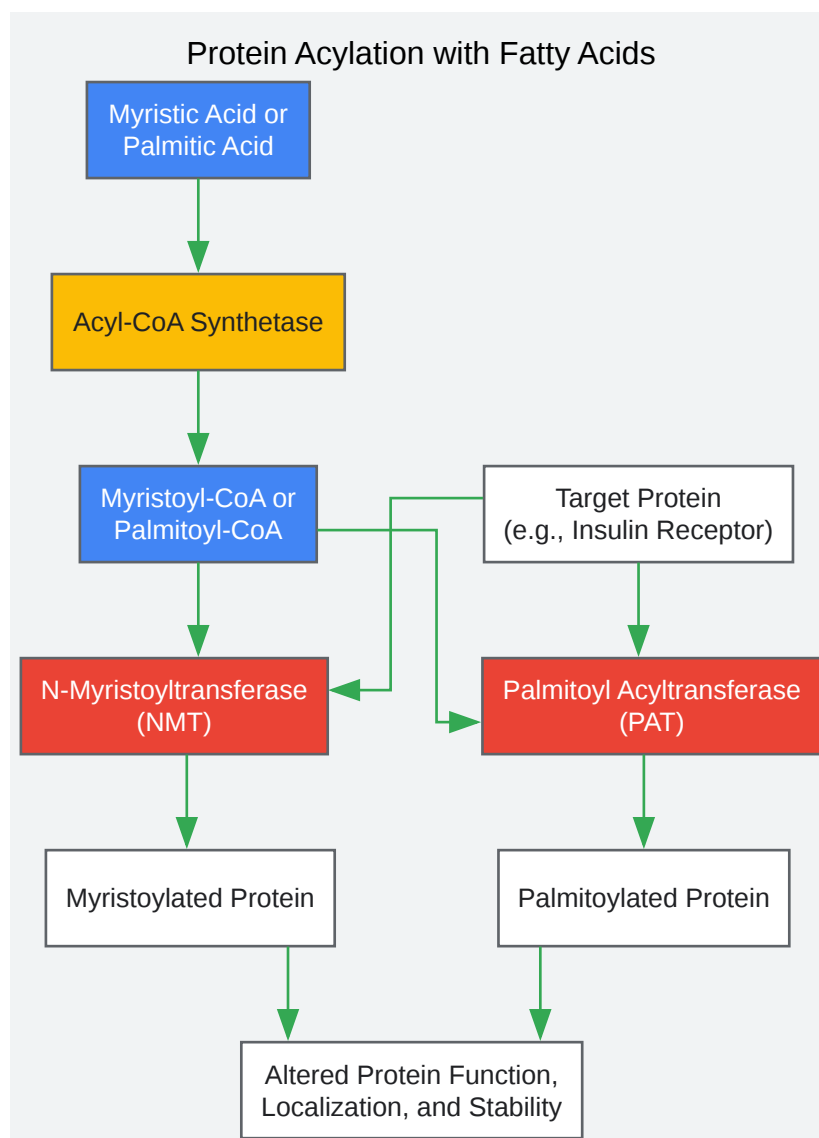 Protein Acylation with Fatty Acids
Myristic Acid or
Palmitic Acid
Acyl-CoA Synthetase
Myristoyl-CoA or
Palmitoyl-CoA
Target Protein
(e.g., Insulin Receptor)
N-Myristoyltransferase
(NMT)
Palmitoyl Acyltransferase
(PAT)
Myristoylated Protein
Palmitoylated Protein
Altered Protein Function,
Localization, and Stability